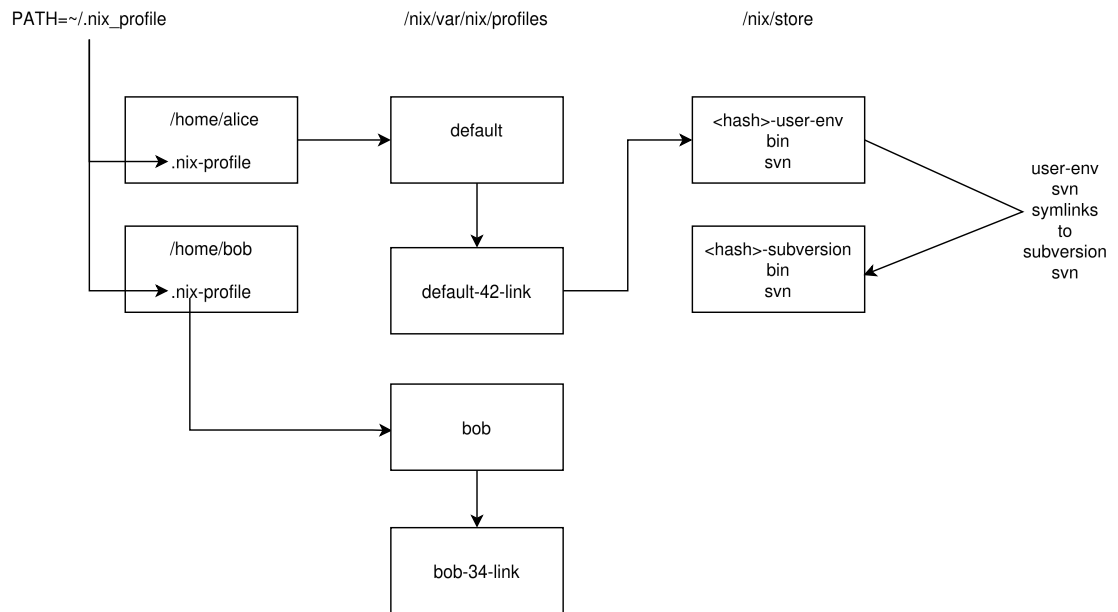 PATH=~/.nix_profile
/nix/var/nix/profiles
/nix/store
/home/alice
.nix-profile
default
<hash>-user-env
bin
svn
user-env
svn
symlinks
to
subversion
svn
/home/bob
.nix-profile
default-42-link
<hash>-subversion
bin
svn
bob
bob-34-link